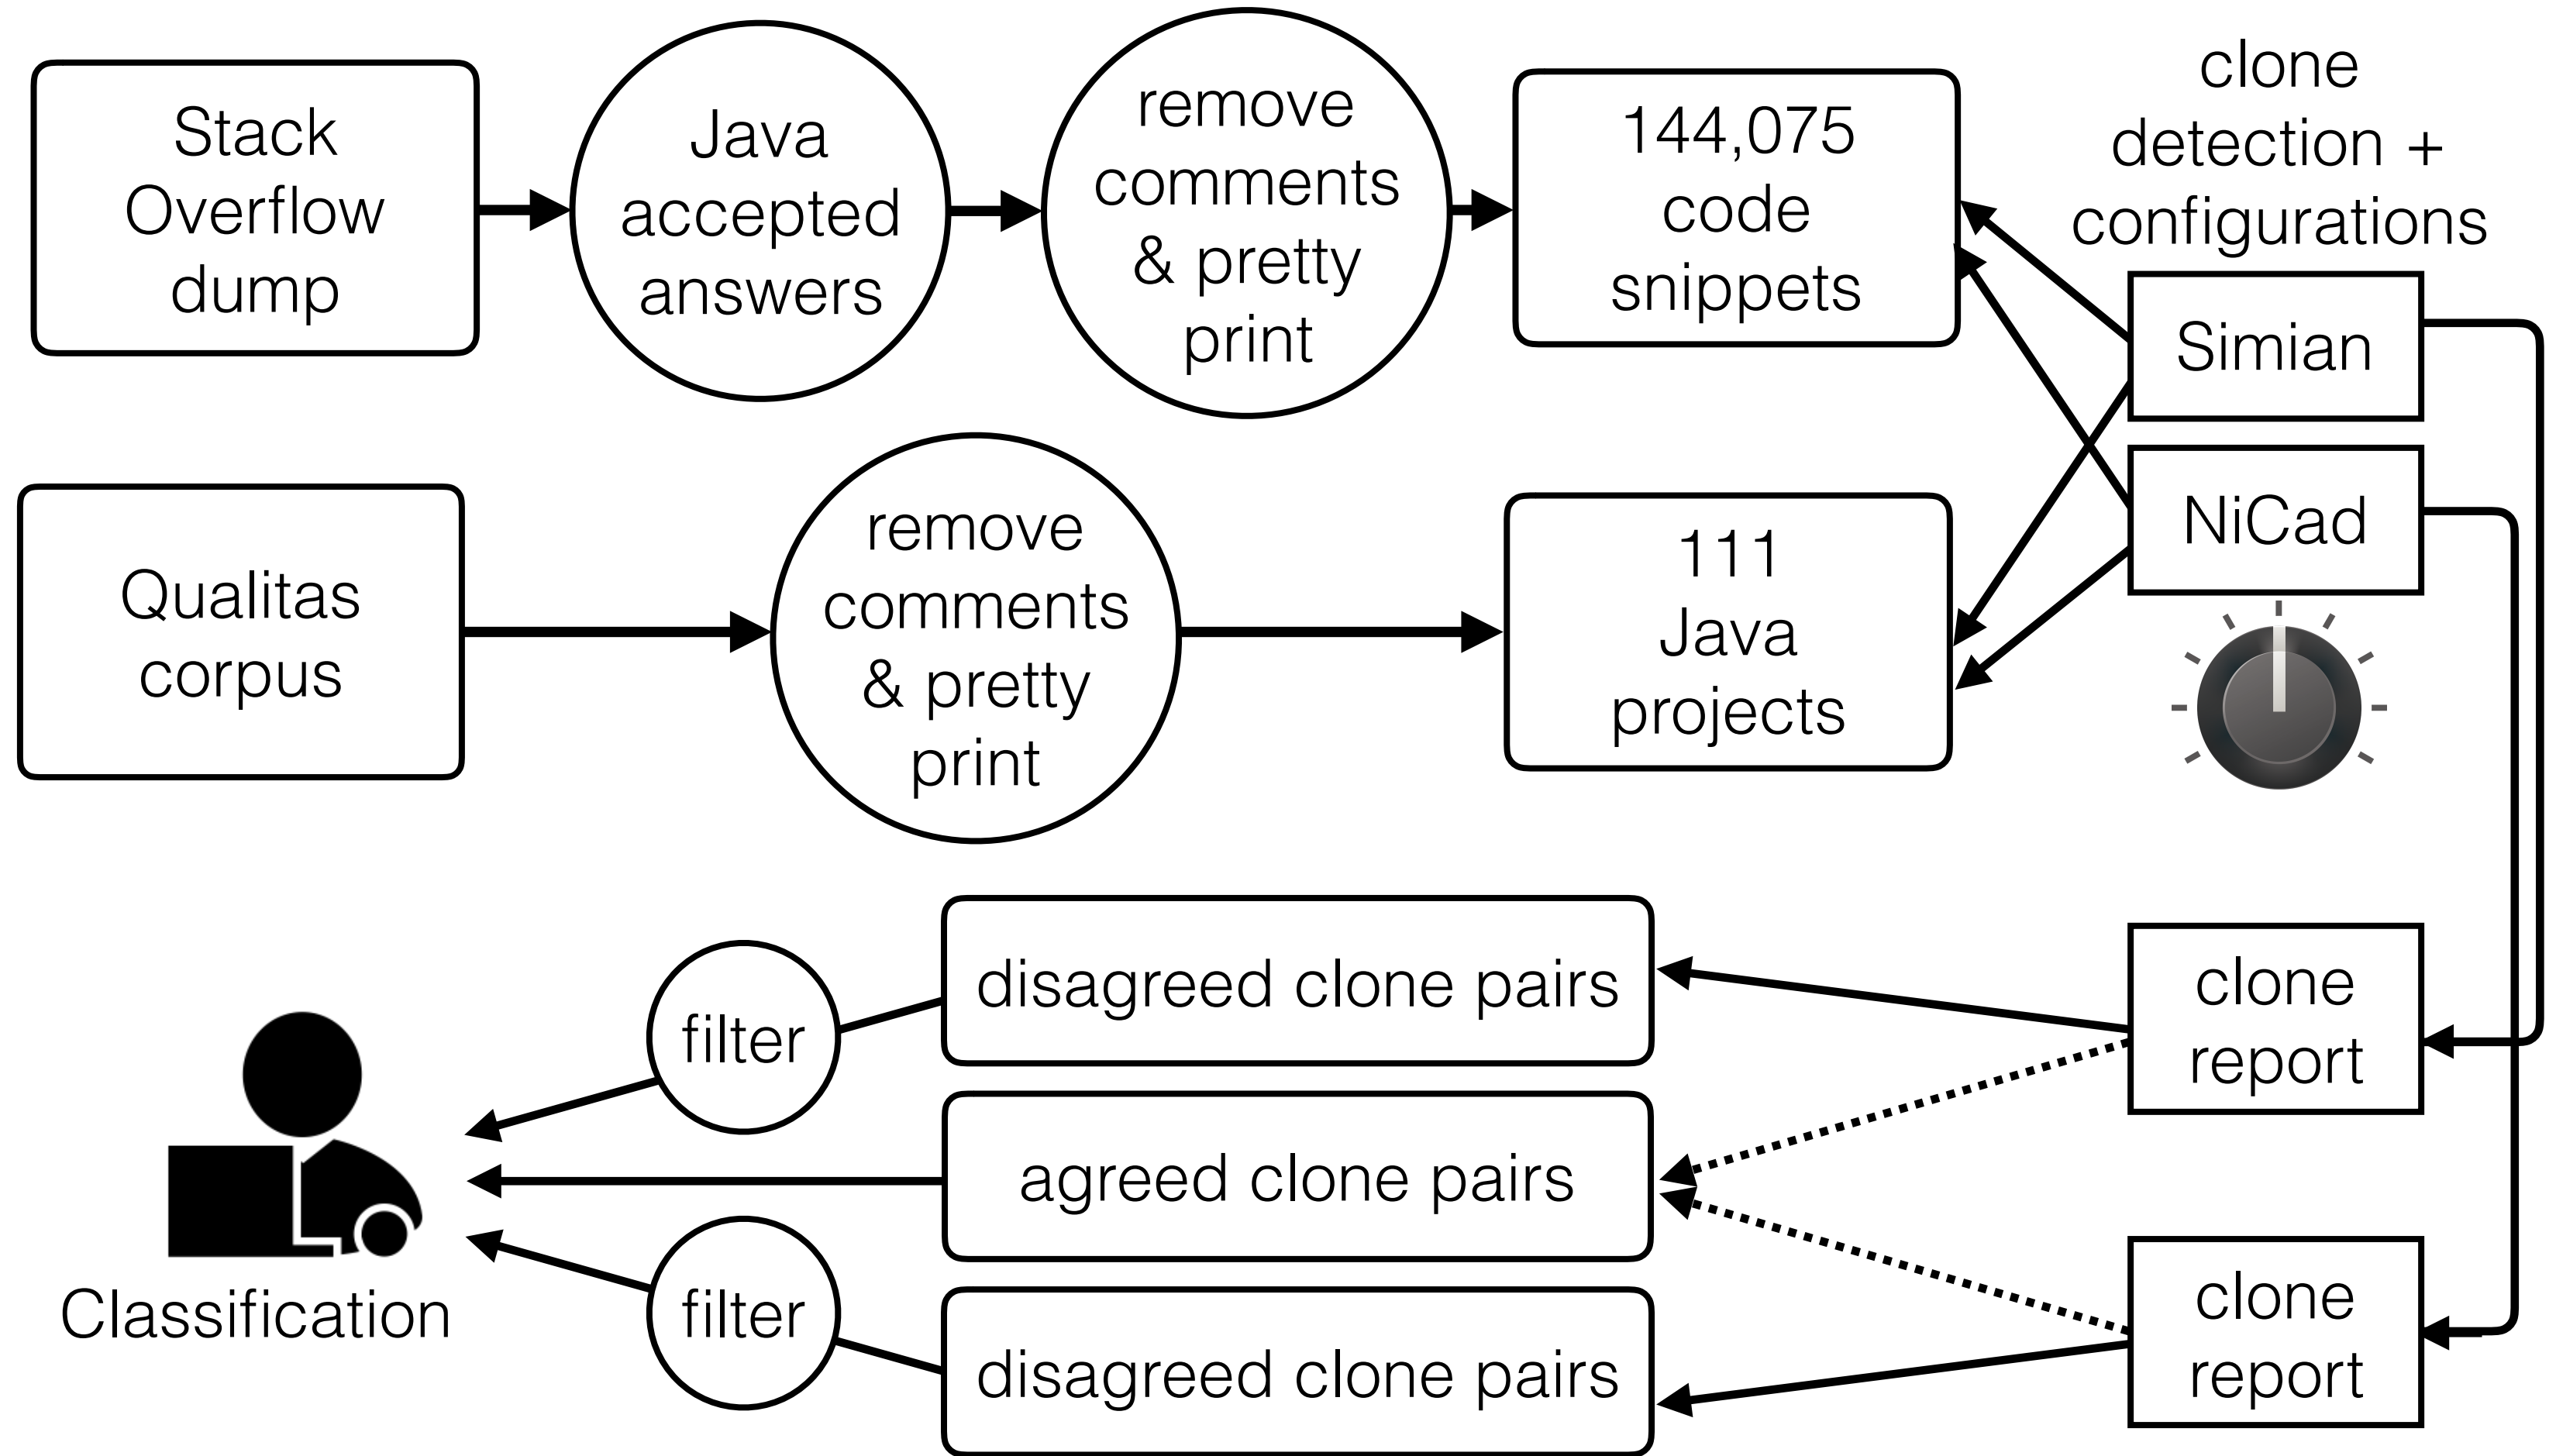 Stack
Overflow
dump
Java
accepted
answers
remove
comments
& pretty
print
144,075
code
snippets
clone
detection +
configurations
Simian
NiCad
Qualitas
corpus
remove
comments
& pretty
print
111
Java
projects
disagreed clone pairs
clone
report
filter
agreed clone pairs
filter
Classification
disagreed clone pairs
clone
report